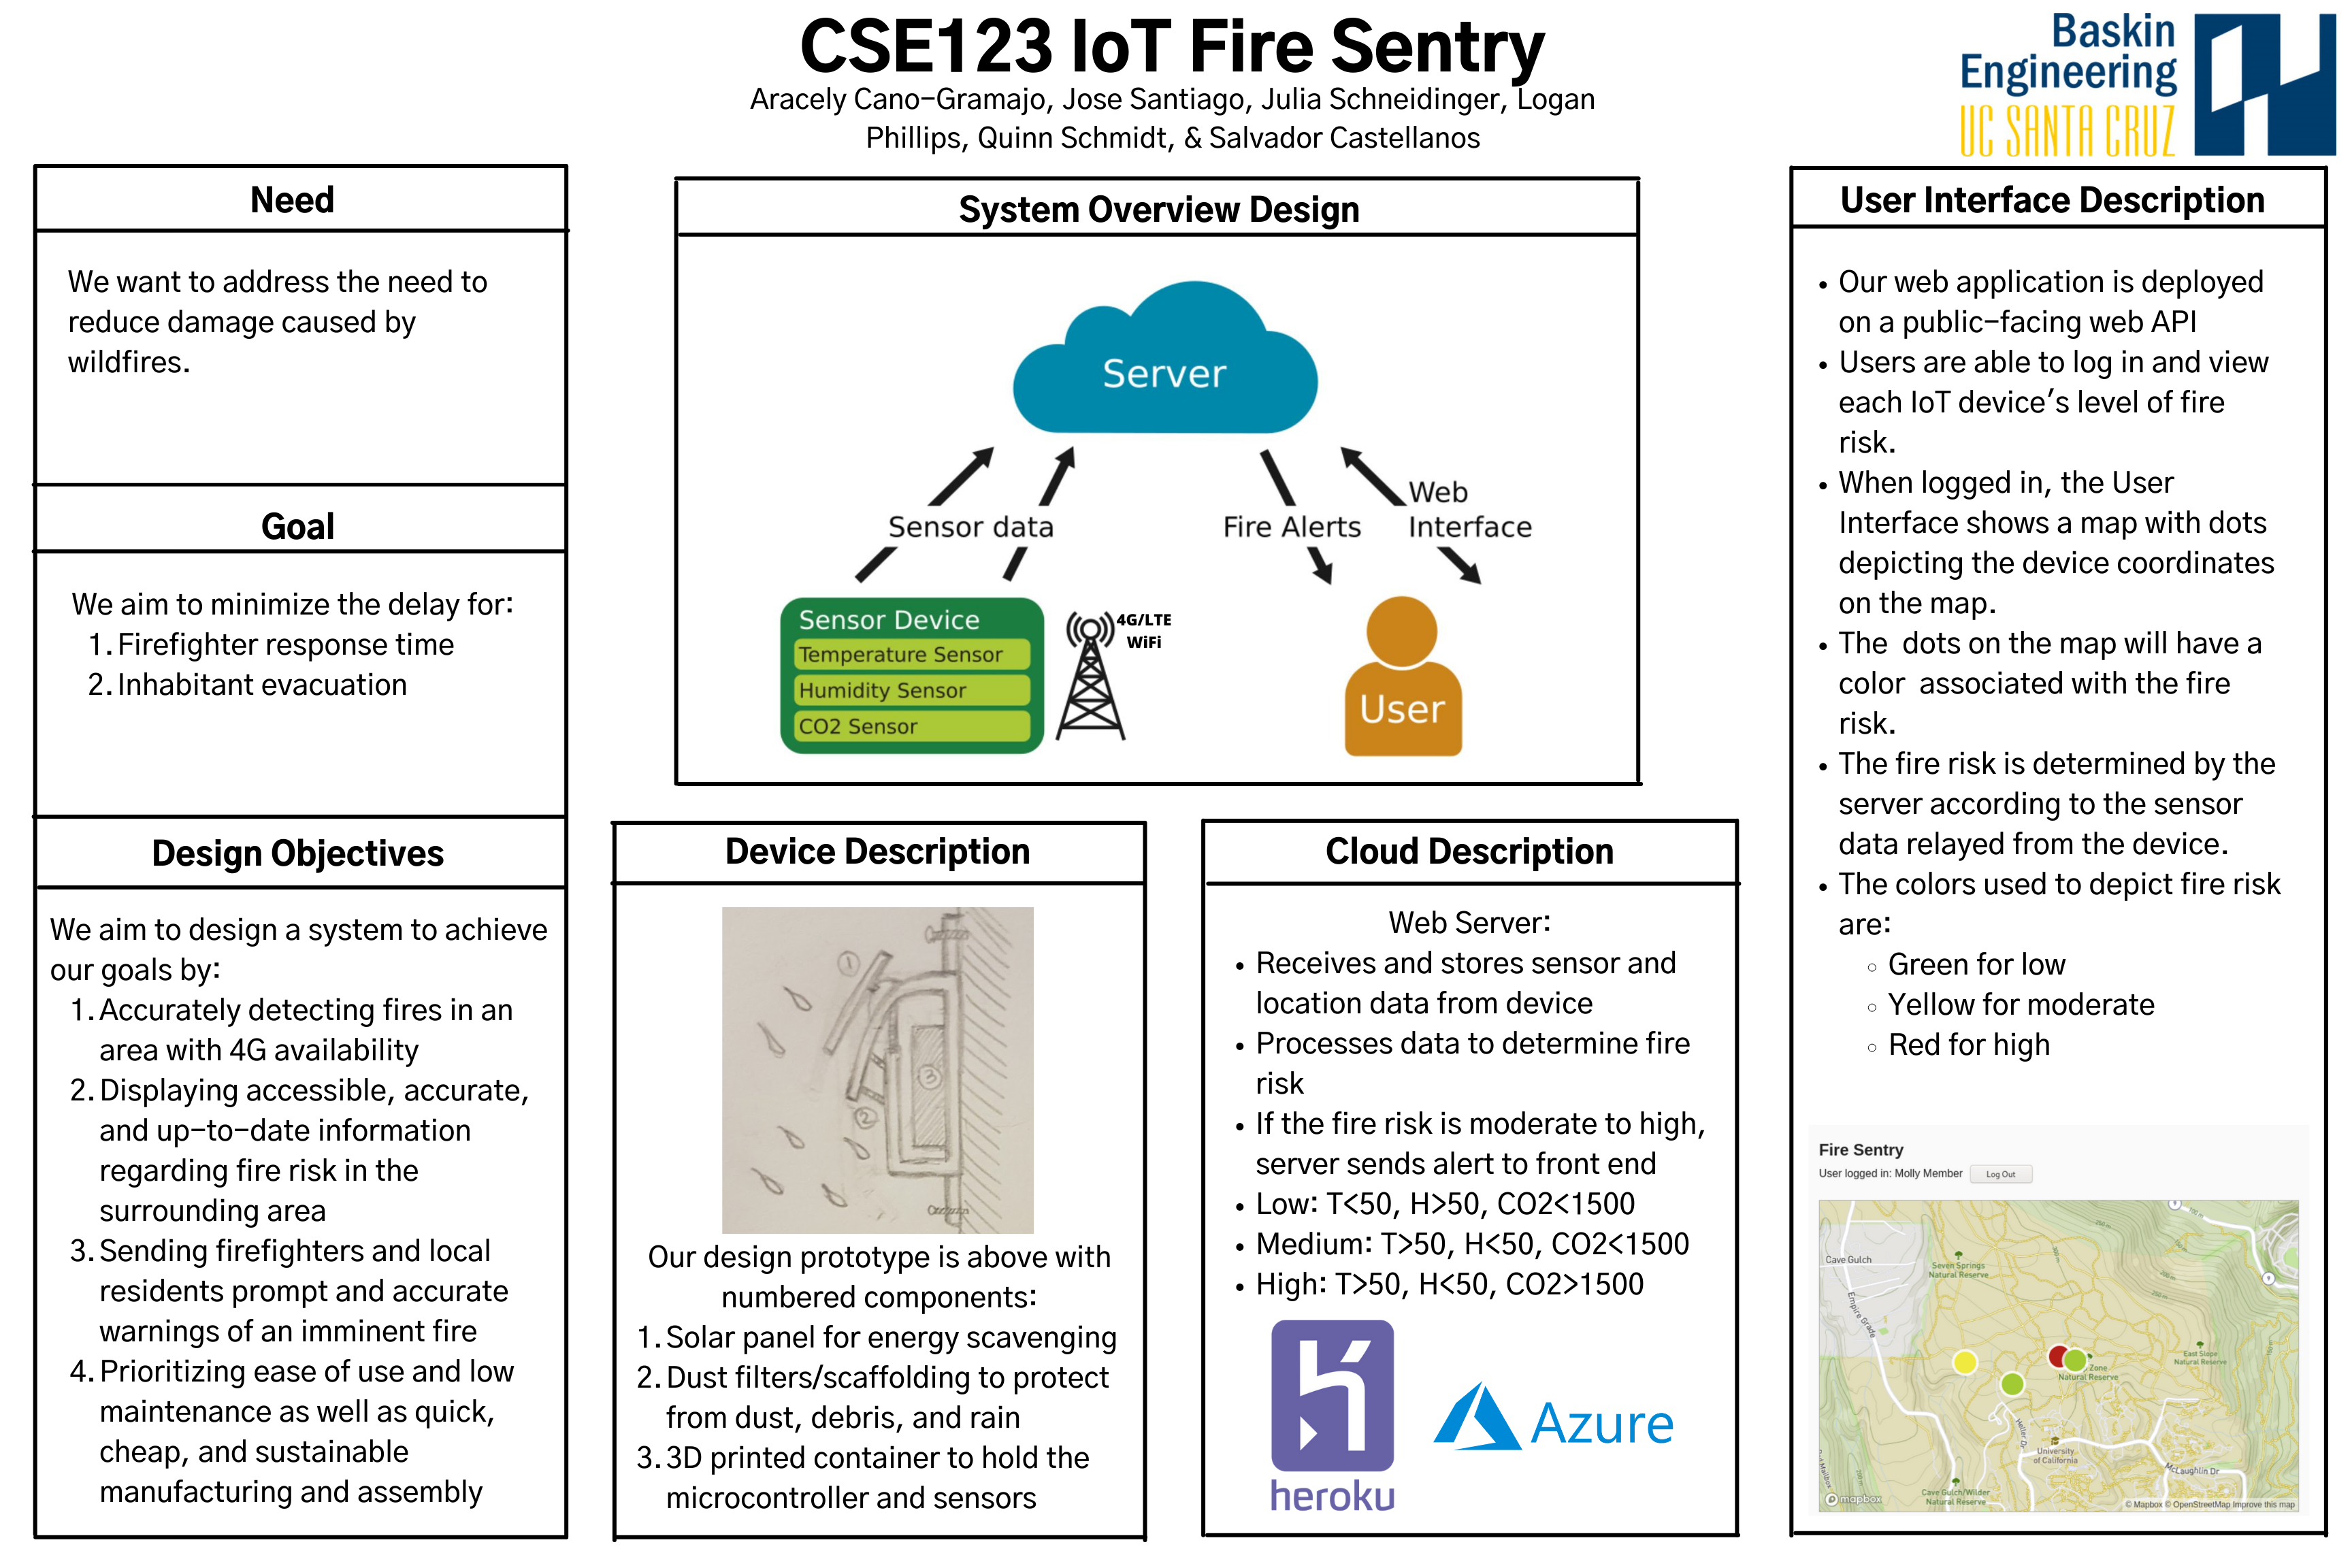 CSE123 IoT Fire Sentry
Aracely Cano-Gramajo, Jose Santiago, Julia Schneidinger, Logan
Phillips, Quinn Schmidt, & Salvador Castellanos
Baskin
Engineering
UC SANTA CRUZ
Need
We want to address the need to
reduce damage caused by
wildfires.
Goal
We aim to minimize the delay for:
1. Firefighter response time
2. Inhabitant evacuation
Design Objectives
We aim to design a system to achieve
our goals by:
1. Accurately detecting fires in an
area with 4G availability
2. Displaying accessible, accurate,
and up-to-date information
regarding fire risk in the
surrounding area
3. Sending firefighters and local
residents prompt and accurate
warnings of an imminent fire
4. Prioritizing ease of use and low
maintenance as well as quick,
cheap, and sustainable
manufacturing and assembly
System Overview Design
Server
Sensor data
Fire Alerts
Web
Interface
Sensor Device
Temperature Sensor
Humidity Sensor
CO2 Sensor
4G/LTE
WiFi
User
Device Description
1
2
3
Our design prototype is above with
numbered components:
1. Solar panel for energy scavenging
2. Dust filters/scaffolding to protect
from dust, debris, and rain
3. 3D printed container to hold the
microcontroller and sensors
Cloud Description
Web Server:
• Receives and stores sensor and
location data from device
• Processes data to determine fire
risk
• If the fire risk is moderate to high,
server sends alert to front end
• Low: T<50, H>50, CO2<1500
• Medium: T>50, H<50, CO2<1500
• High: T>50, H<50, CO2>1500
heroku
Azure
User Interface Description
• Our web application is deployed
on a public-facing web API
• Users are able to log in and view
each IoT device's level of fire
risk.
• When logged in, the User
Interface shows a map with dots
depicting the device coordinates
on the map.
• The dots on the map will have a
color associated with the fire
risk.
• The fire risk is determined by the
server according to the sensor
data relayed from the device.
• The colors used to depict fire risk
are:
◦ Green for low
◦ Yellow for moderate
◦ Red for high
Fire Sentry
User logged in: Molly Member
Log Out
Cave Gulch
Seven Springs
Natural Reserve
Empire Grade
East Slope
Natural Reserve
Zone
Natural Reserve
Heller Dr
University
of California
McLaughlin Dr
Cave Gulch/Wilder
Natural Reserve
mapbox
© Mapbox © OpenStreetMap Improve this map